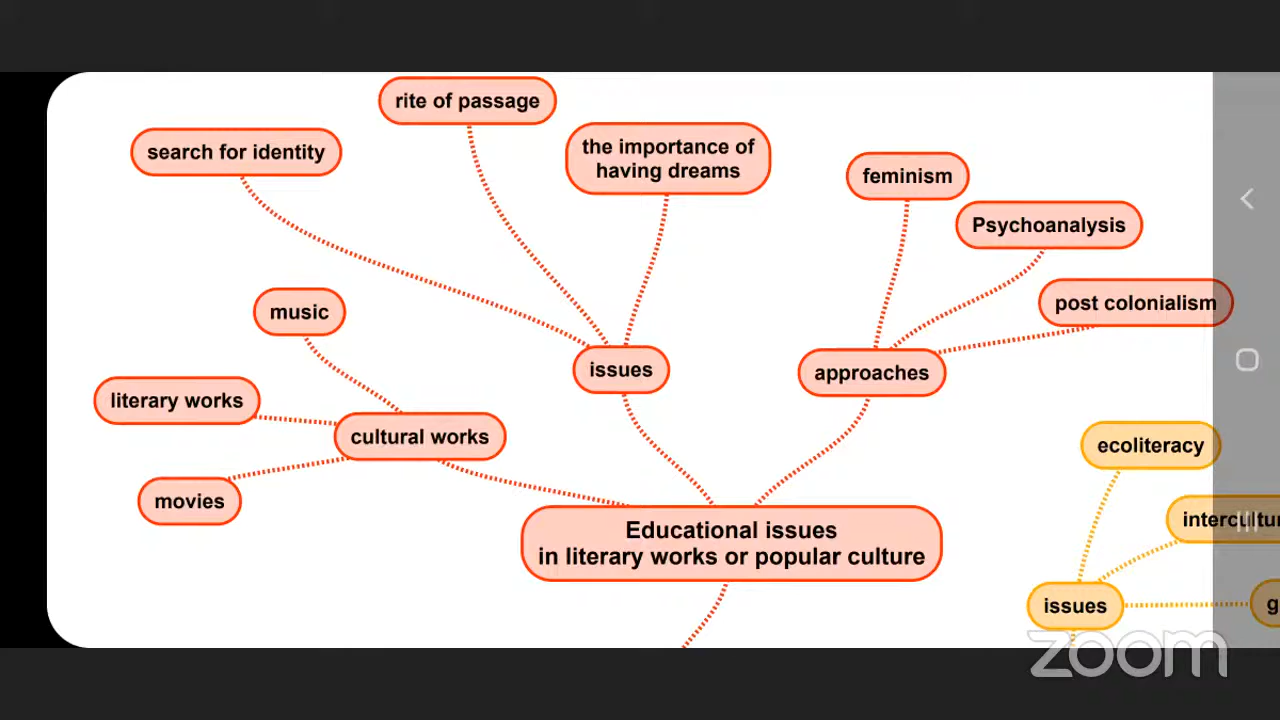 rite of passage
search for identity
the importance of
having dreams
feminism
Psychoanalysis
post colonialism
music
issues
approaches
literary works
cultural works
movies
Educational issues
in literary works or popular culture
ecoliteracy
issues
zoom